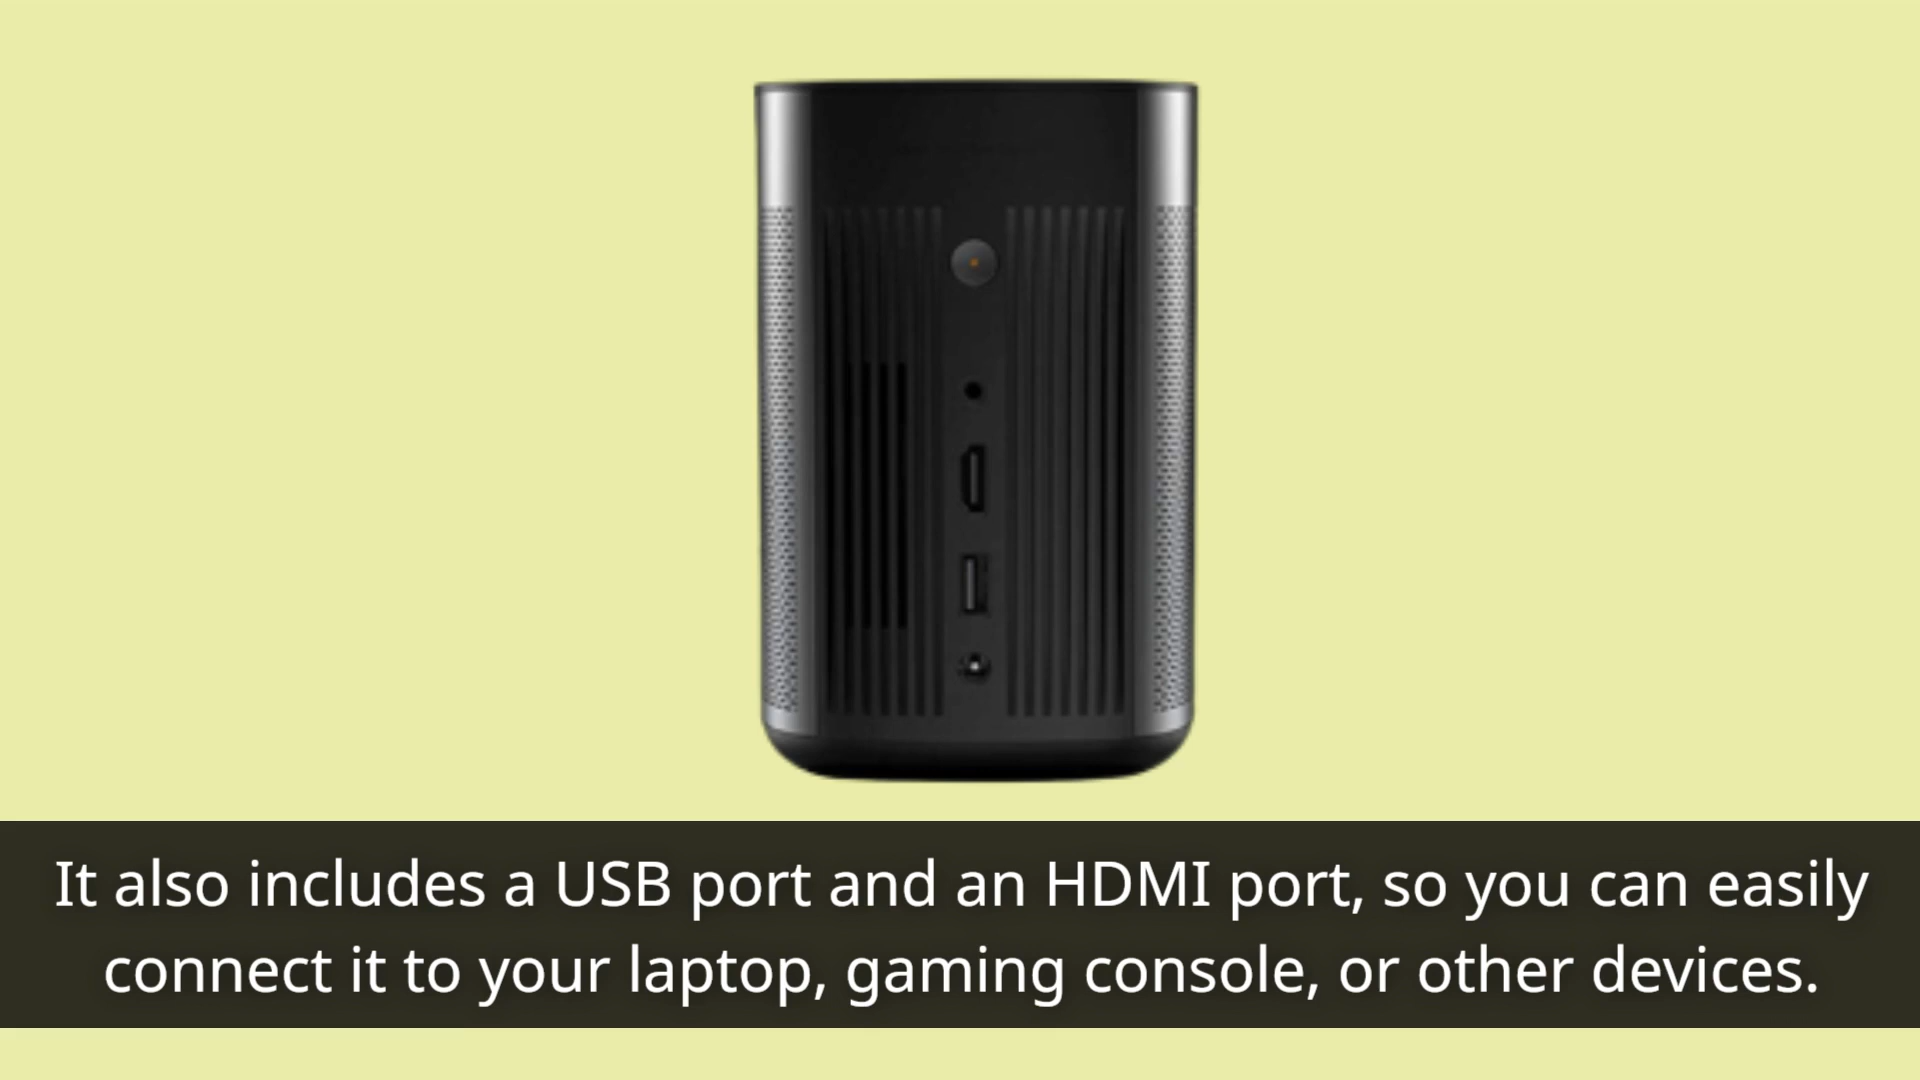 It also includes a USB port and an HDMI port, so you can easily
connect it to your laptop, gaming console, or other devices.